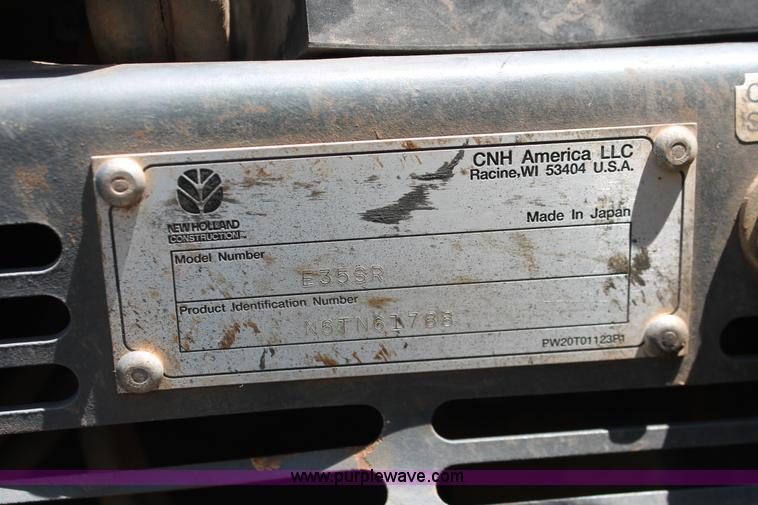 CNH America LLC
Racine, WI 53404 U.S.A.
NEW HOLLAND
CONSTRUCTION
Made In Japan
Model Number
E35SR
Product Identification Number
N6TN61788
PW20T01123P1
www.purplewave.com